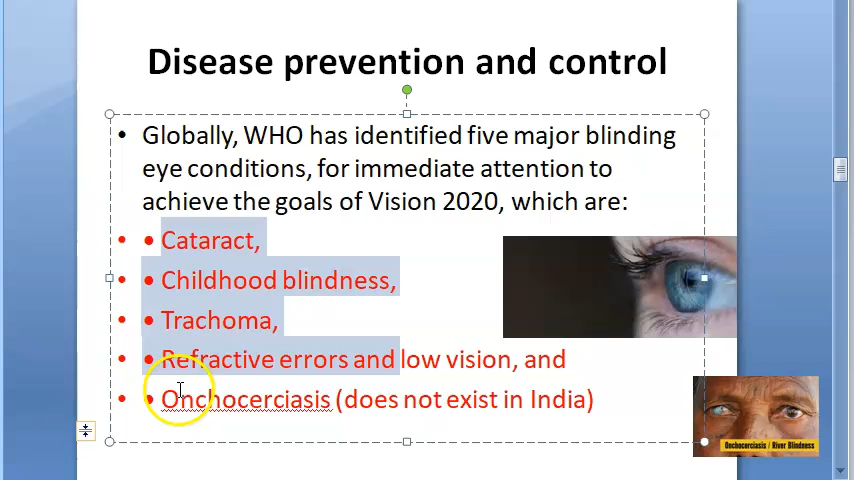 Disease prevention and control
• Globally, WHO has identified five major blinding
eye conditions, for immediate attention to
achieve the goals of Vision 2020, which are:
• • Cataract,
• • Childhood blindness,
• • Trachoma,
• • Refractive errors and low vision, and
• • Onchocerciasis (does not exist in India)
Onchocerciasis / River Blindness